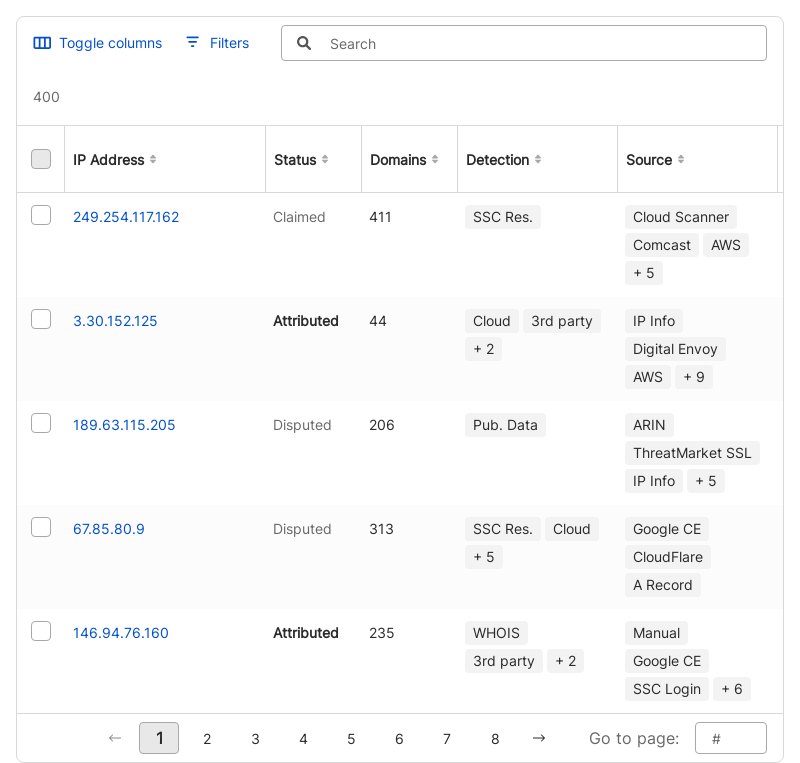 Toggle columns Filters Search
400
IP Address Status Domains Detection Source
249.254.117.162 Claimed 411 SSC Res. Cloud Scanner
Comcast AWS
+ 5
3.30.152.125 Attributed 44 Cloud 3rd party IP Info
+ 2 Digital Envoy
AWS + 9
189.63.115.205 Disputed 206 Pub. Data ARIN
ThreatMarket SSL
IP Info + 5
67.85.80.9 Disputed 313 SSC Res. Cloud Google CE
+ 5 CloudFlare
A Record
146.94.76.160 Attributed 235 WHOIS Manual
3rd party + 2 Google CE
SSC Login + 6
← 1 2 3 4 5 6 7 8 → Go to page: #